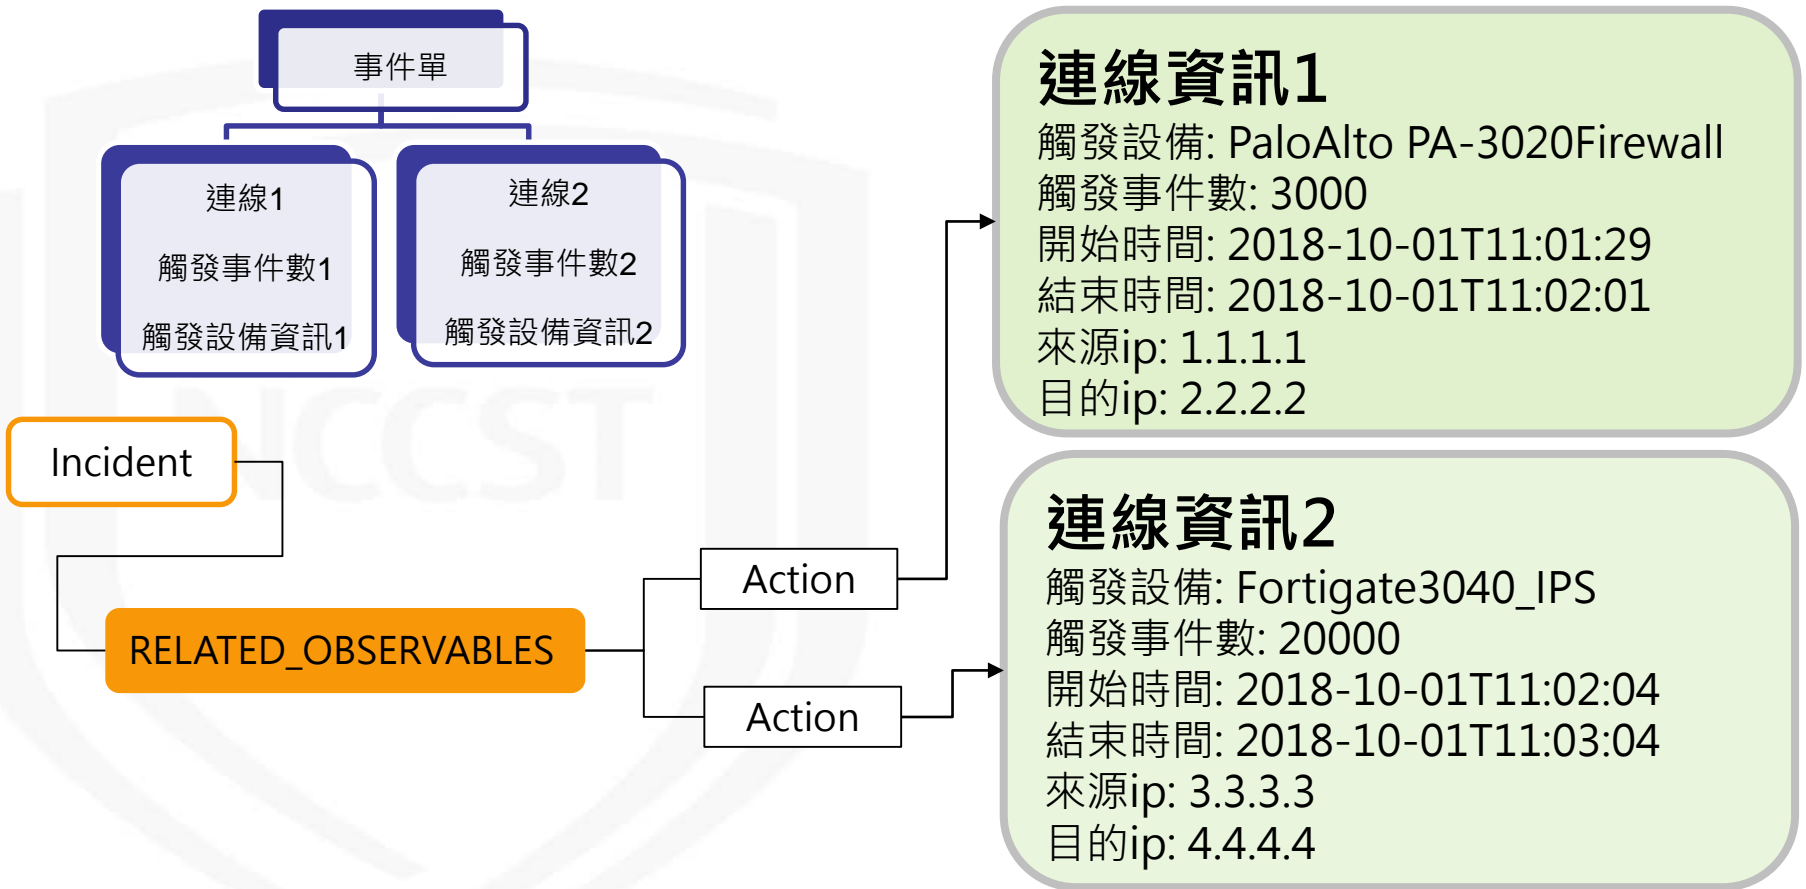 事件單
連線1
觸發事件數1
觸發設備資訊1
連線2
觸發事件數2
觸發設備資訊2
NCCST
Incident
RELATED_OBSERVABLES
Action
Action
連線資訊1
觸發設備: PaloAlto PA-3020Firewall
觸發事件數: 3000
開始時間: 2018-10-01T11:01:29
結束時間: 2018-10-01T11:02:01
來源ip: 1.1.1.1
目的ip: 2.2.2.2
連線資訊2
觸發設備: Fortigate3040_IPS
觸發事件數: 20000
開始時間: 2018-10-01T11:02:04
結束時間: 2018-10-01T11:03:04
來源ip: 3.3.3.3
目的ip: 4.4.4.4